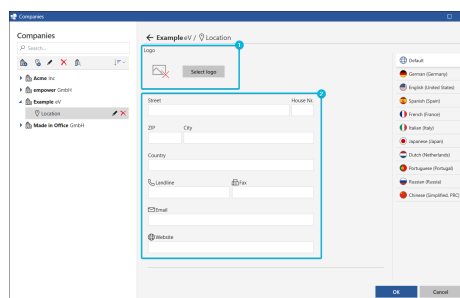 Companies
Companies
Search...
Acme Inc
empower GmbH
Example eV
Location
Made in Office GmbH
Example eV / Location
1
Logo
Select logo
2
Street House Nr.
ZIP City
Country
Landline Fax
Email
Website
Default
German (Germany)
English (United States)
Spanish (Spain)
French (France)
Italian (Italy)
Japanese (Japan)
Dutch (Netherlands)
Portuguese (Portugal)
Russian (Russia)
Chinese (Simplified, PRC)
OK Cancel